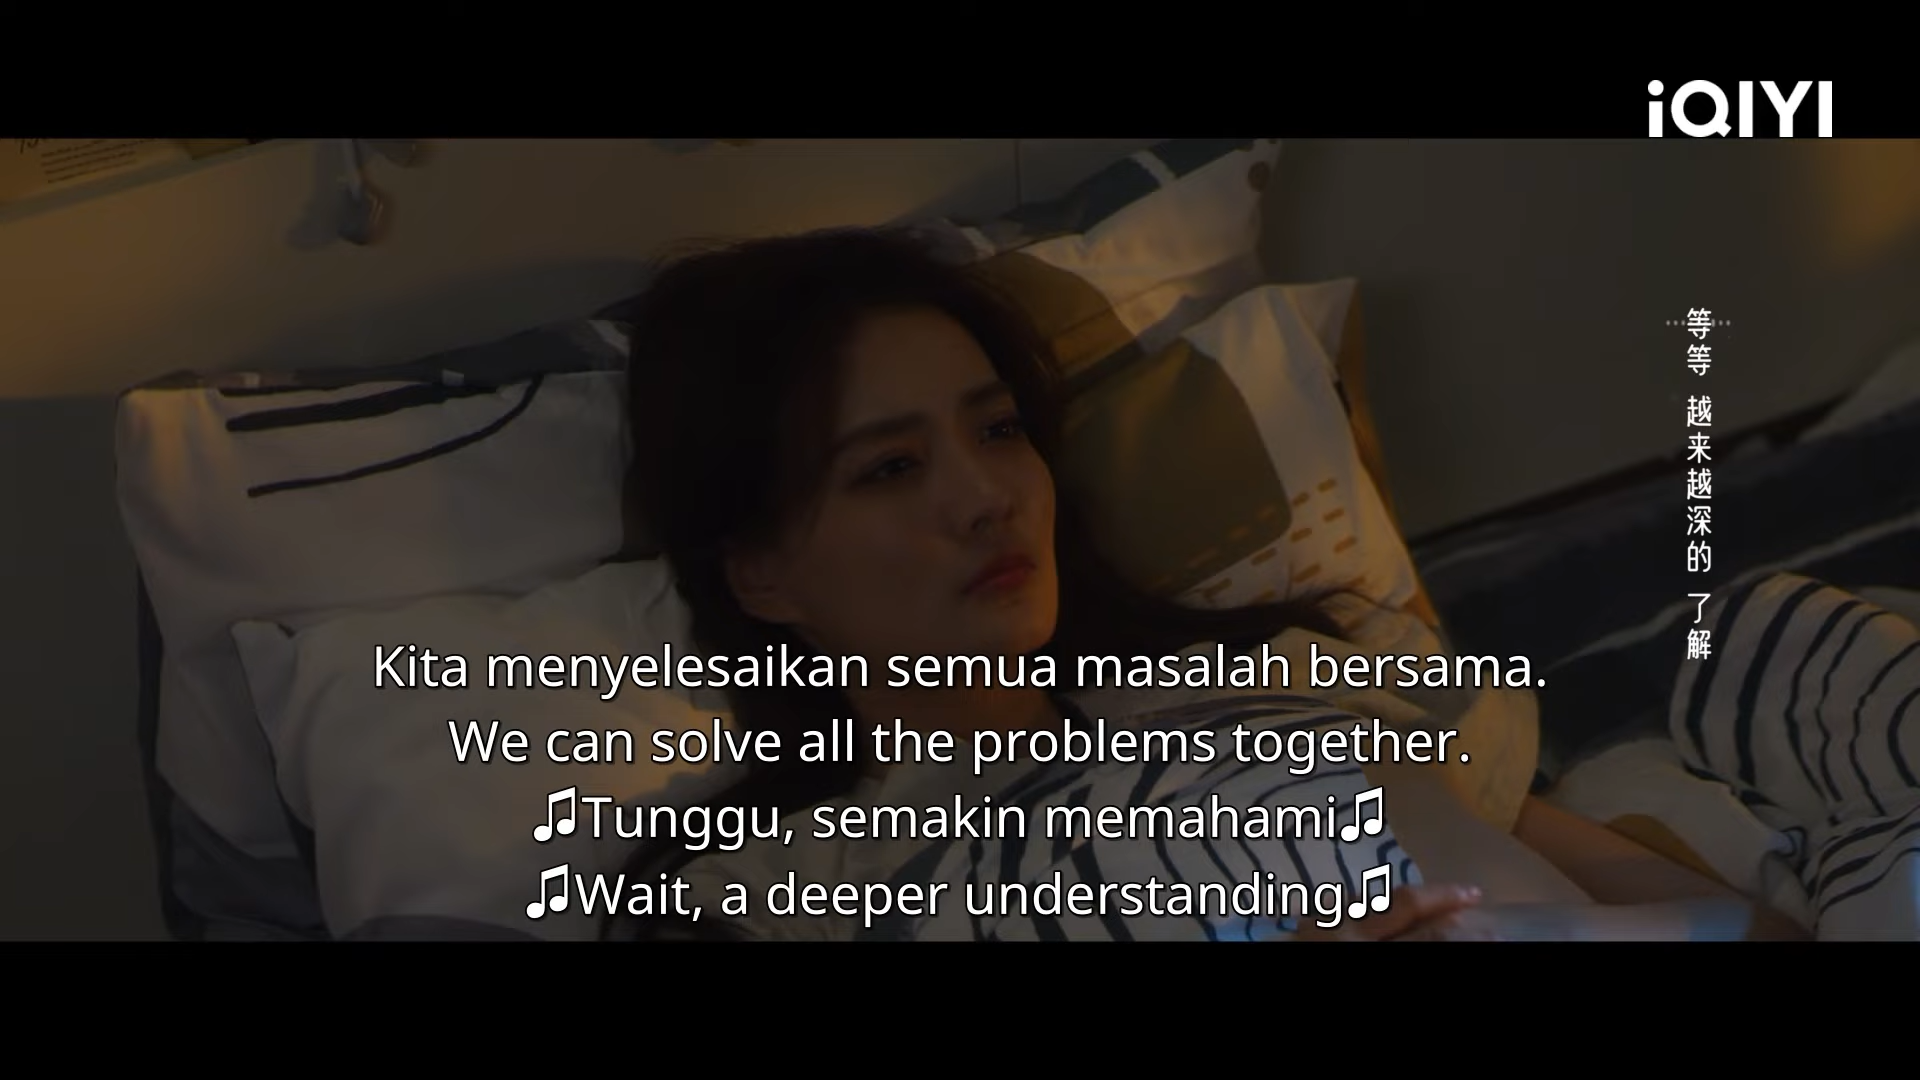 iQIYI
等等 越来越深的 了解
Kita menyelesaikan semua masalah bersama.
We can solve all the problems together.
♫Tunggu, semakin memahami♫
♫Wait, a deeper understanding♫